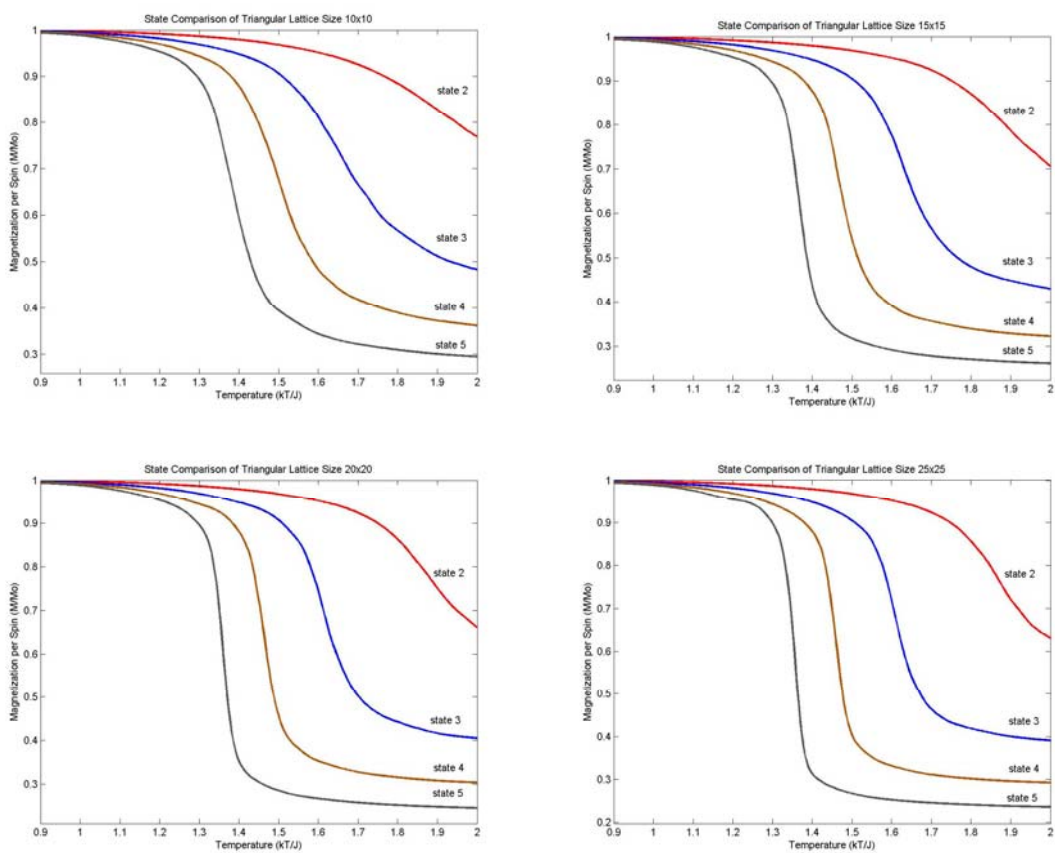 State Comparison of Triangular Lattice Size 10x10
1
0.9
0.8
0.7
0.6
0.5
0.4
0.3
Magnetization per Spin (M/Mo)
state 2
state 3
state 4
state 5
0.9 1 1.1 1.2 1.3 1.4 1.5 1.6 1.7 1.8 1.9 2
Temperature (kT/J)
State Comparison of Triangular Lattice Size 15x15
1
0.9
0.8
0.7
0.6
0.5
0.4
0.3
Magnetization per Spin (M/Mo)
state 2
state 3
state 4
state 5
0.9 1 1.1 1.2 1.3 1.4 1.5 1.6 1.7 1.8 1.9 2
Temperature (kT/J)
State Comparison of Triangular Lattice Size 20x20
1
0.9
0.8
0.7
0.6
0.5
0.4
0.3
Magnetization per Spin (M/Mo)
state 2
state 3
state 4
state 5
0.9 1 1.1 1.2 1.3 1.4 1.5 1.6 1.7 1.8 1.9 2
Temperature (kT/J)
State Comparison of Triangular Lattice Size 25x25
1
0.9
0.8
0.7
0.6
0.5
0.4
0.3
0.2
Magnetization per Spin (M/Mo)
state 2
state 3
state 4
state 5
0.9 1 1.1 1.2 1.3 1.4 1.5 1.6 1.7 1.8 1.9 2
Temperature (kT/J)